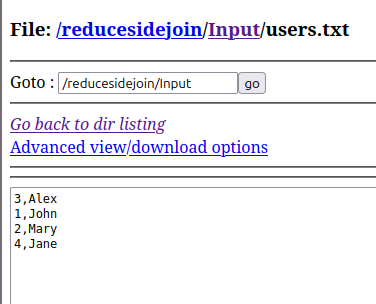 File: /reducesidejoin/Input/users.txt
Goto : /reducesidejoin/Input go
Go back to dir listing
Advanced view/download options
3,Alex
1,John
2,Mary
4,Jane